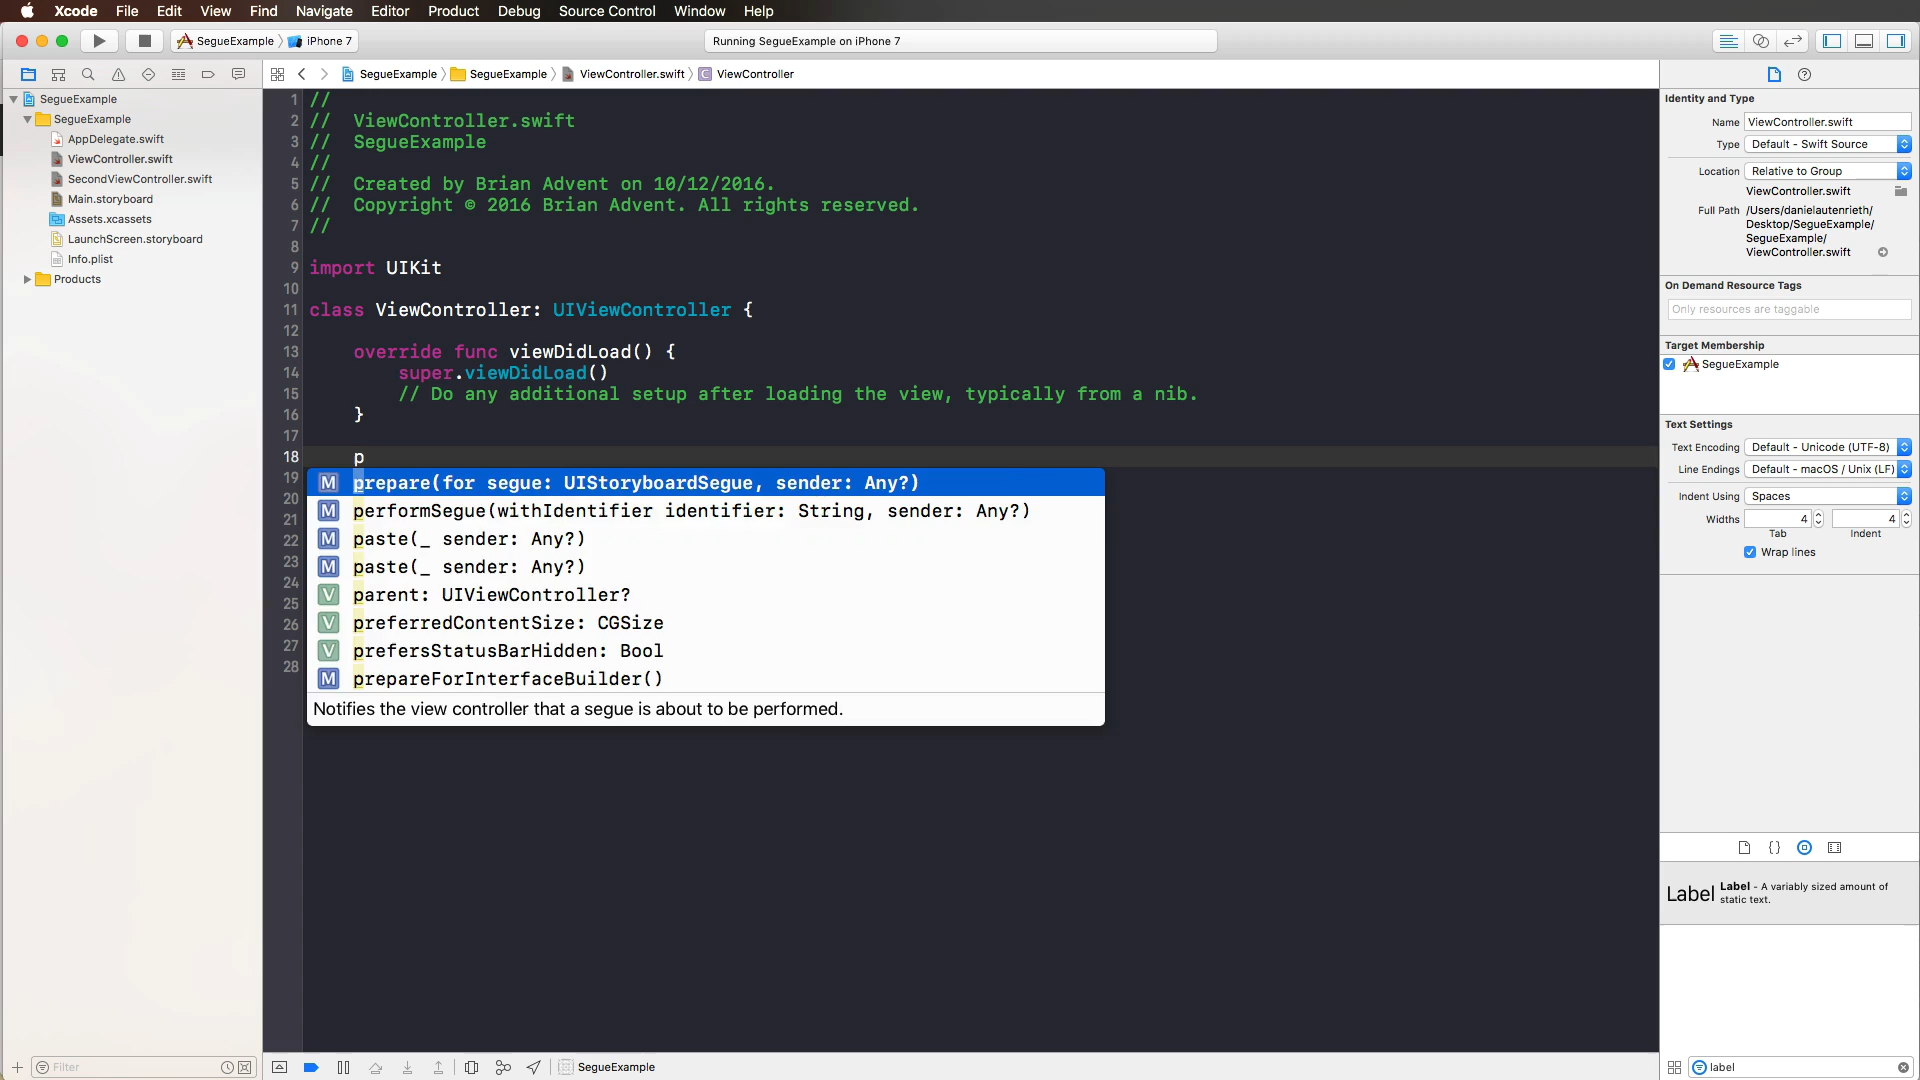 Xcode File Edit View Find Navigate Editor Product Debug Source Control Window Help
SegueExample iPhone 7
Running SegueExample on iPhone 7
SegueExample SegueExample ViewController.swift C ViewController
SegueExample
SegueExample
AppDelegate.swift
ViewController.swift
SecondViewController.swift
Main.storyboard
Assets.xcassets
LaunchScreen.storyboard
Info.plist
Products
Filter
1 //
2 // ViewController.swift
3 // SegueExample
4 //
5 // Created by Brian Advent on 10/12/2016.
6 // Copyright © 2016 Brian Advent. All rights reserved.
7 //
8
9 import UIKit
10
11 class ViewController: UIViewController {
12
13 override func viewDidLoad() {
14 super.viewDidLoad()
15 // Do any additional setup after loading the view, typically from a nib.
16 }
17
18 p
19
20
21
22
23
24
25
26
27
28
M prepare(for segue: UIStoryboardSegue, sender: Any?)
M performSegue(withIdentifier identifier: String, sender: Any?)
M paste(_ sender: Any?)
M paste(_ sender: Any?)
V parent: UIViewController?
V preferredContentSize: CGSize
V prefersStatusBarHidden: Bool
M prepareForInterfaceBuilder()
Notifies the view controller that a segue is about to be performed.
SegueExample
Identity and Type
Name ViewController.swift
Type Default - Swift Source
Location Relative to Group
ViewController.swift
Full Path /Users/danielautenrieth/
Desktop/SegueExample/
SegueExample/
ViewController.swift
On Demand Resource Tags
Only resources are taggable
Target Membership
SegueExample
Text Settings
Text Encoding Default - Unicode (UTF-8)
Line Endings Default - macOS / Unix (LF)
Indent Using Spaces
Widths 4 4
Tab Indent
Wrap lines
{}
Label Label - A variably sized amount of
static text.
label